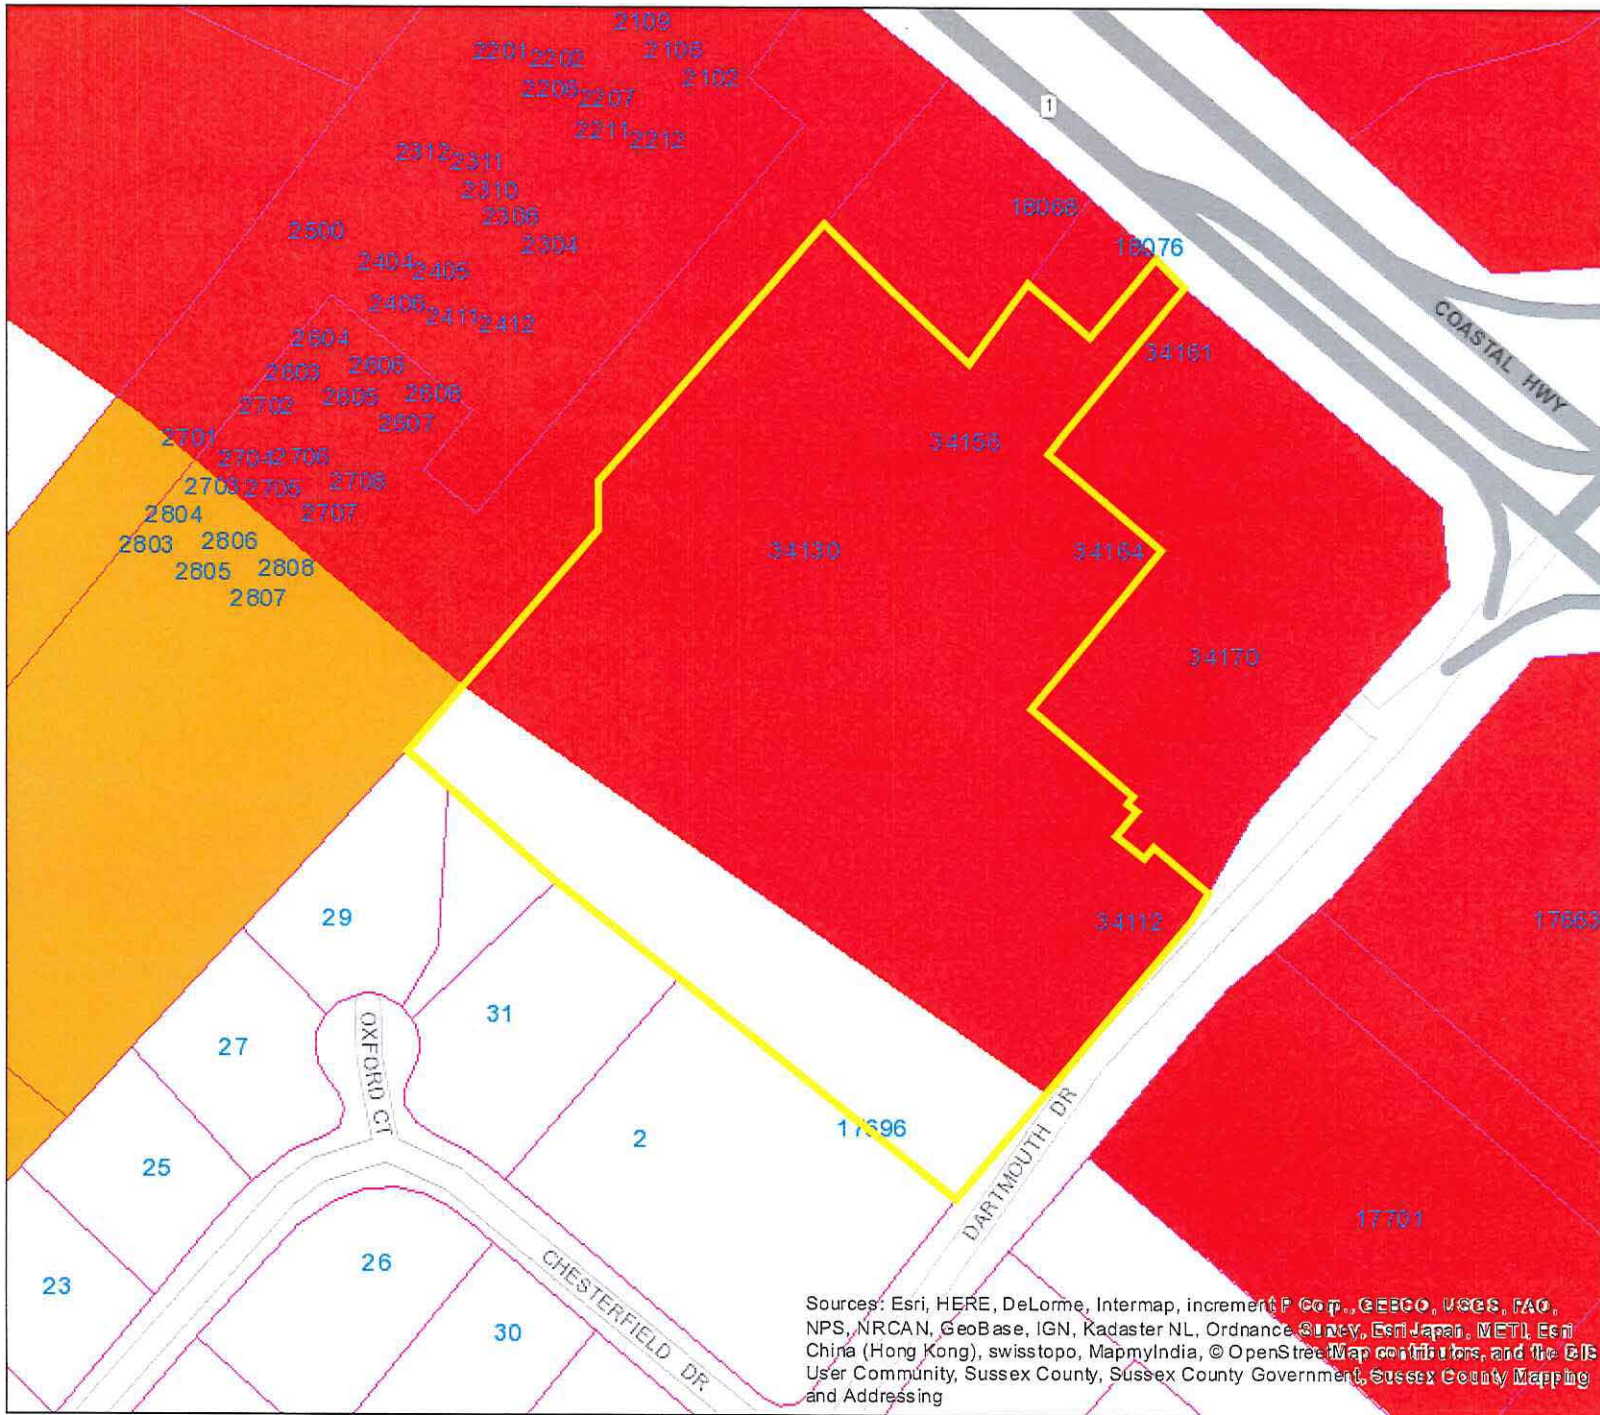 2109
2201 2202 2108
2206 2207 2102
2211 2212
2312 2311
2310
2308
2304
2500
2404 2405
2406 2411 2412
2604
2603 2606
2702 2605 2608
2607
2701
2704 2706
2703 2705 2708
2707
2804
2803 2806
2805 2808
2807
1
18068
18076
34161
COASTAL HWY
34156
34130
34164
34170
34112
17663
29
31
27
OXFORD CT
2
17696
DARTMOUTH DR
25
17701
26
23
CHESTERFIELD DR
30
Sources: Esri, HERE, DeLorme, Intermap, increment P Corp., GEBCO, USGS, FAO,
NPS, NRCAN, GeoBase, IGN, Kadaster NL, Ordnance Survey, Esri Japan, METI, Esri
China (Hong Kong), swisstopo, MapmyIndia, © OpenStreetMap contributors, and the GIS
User Community, Sussex County, Sussex County Government, Sussex County Mapping
and Addressing